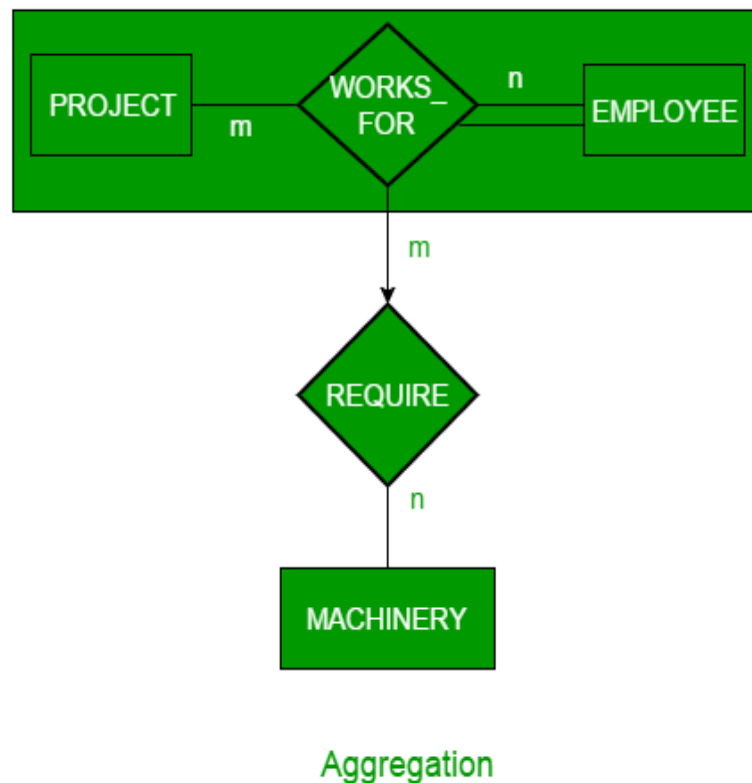 PROJECT
m
WORKS_
FOR
n
EMPLOYEE
m
REQUIRE
n
MACHINERY
Aggregation